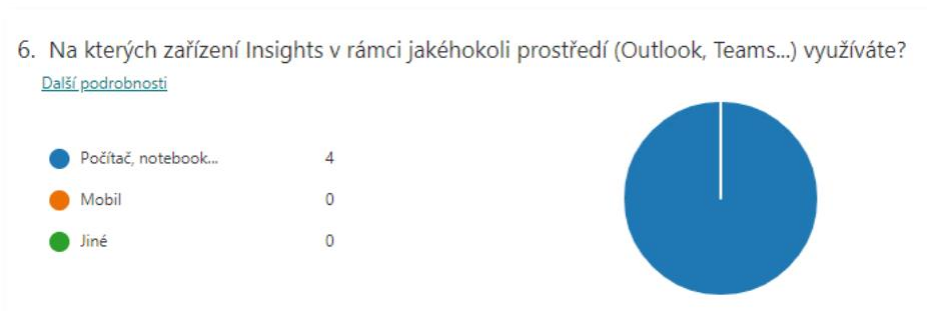 6. Na kterých zařízení Insights v rámci jakéhokoli prostředí (Outlook, Teams...) využíváte?
Další podrobnosti
Počítač, notebook... 4
Mobil 0
Jiné 0